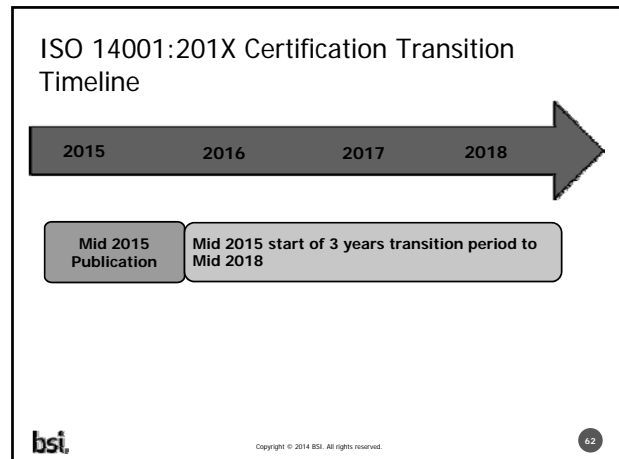 ISO 14001:201X Certification Transition
Timeline
2015 2016 2017 2018
Mid 2015
Publication
Mid 2015 start of 3 years transition period to
Mid 2018
bsi.
Copyright © 2014 BSI. All rights reserved.
62